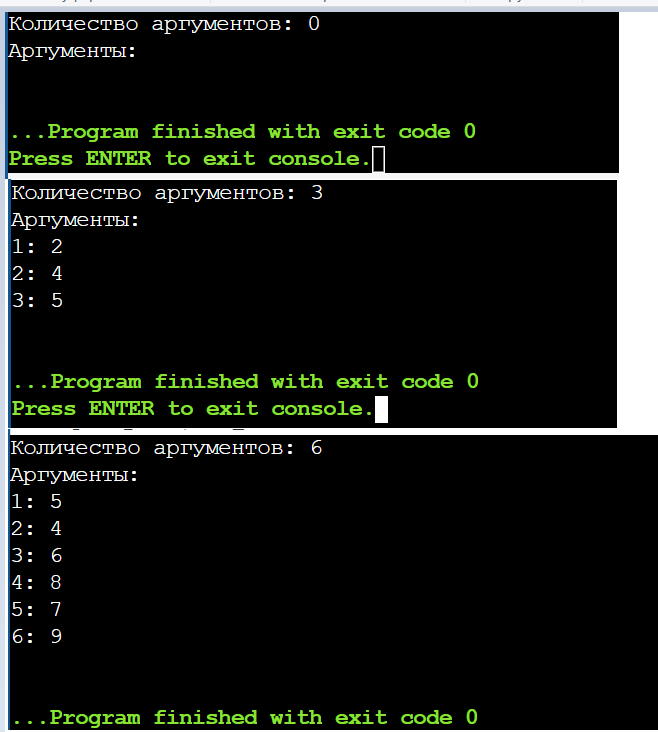 Количество аргументов: 0
Аргументы:
...Program finished with exit code 0
Press ENTER to exit console.
Количество аргументов: 3
Аргументы:
1: 2
2: 4
3: 5
...Program finished with exit code 0
Press ENTER to exit console.
Количество аргументов: 6
Аргументы:
1: 5
2: 4
3: 6
4: 8
5: 7
6: 9
...Program finished with exit code 0